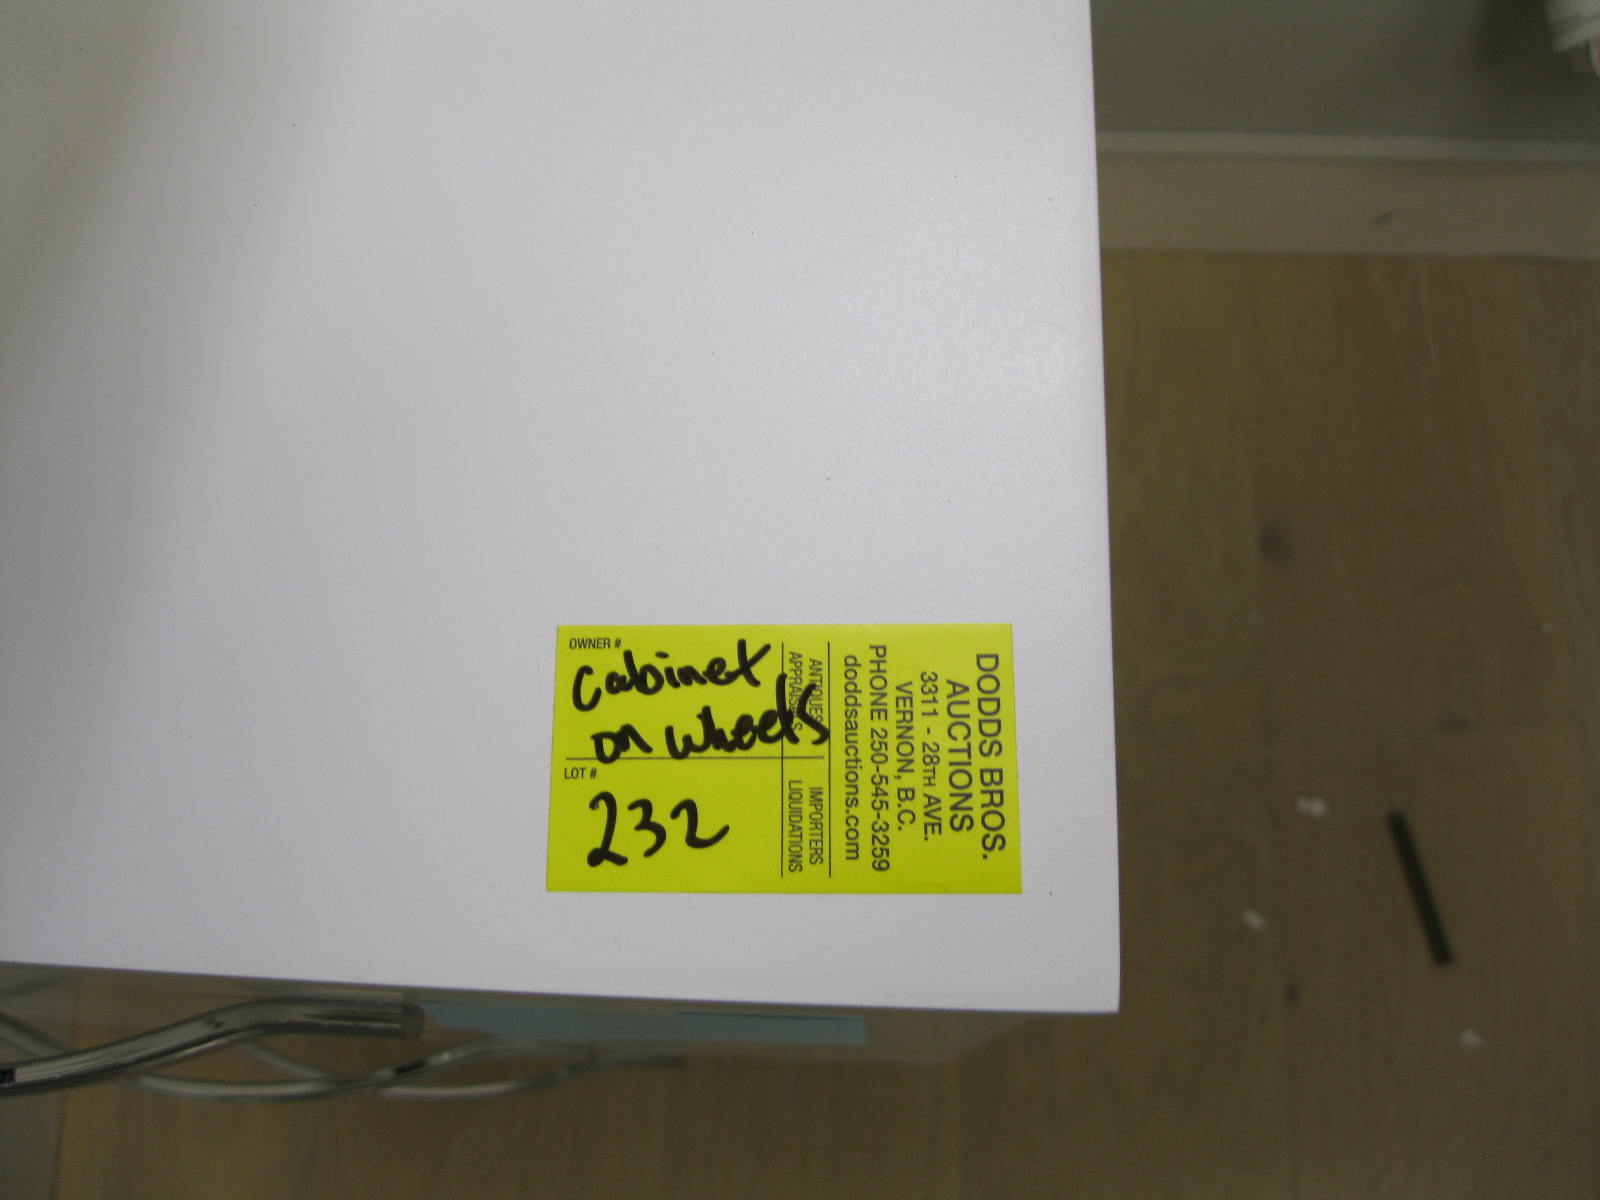 DODDS BROS.
AUCTIONS
3311 - 28TH AVE.
VERNON, B.C.
PHONE 250-545-3259
doddsauctions.com
ANTIQUES IMPORTERS
APPRAISALS LIQUIDATIONS
OWNER #
Cabinet
on wheels
LOT #
232